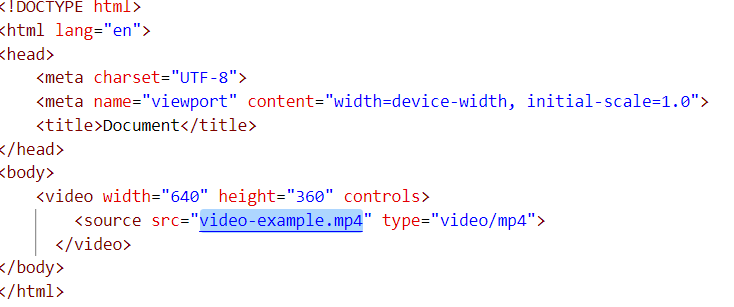 <!DOCTYPE html>
<html lang="en">
<head>
    <meta charset="UTF-8">
    <meta name="viewport" content="width=device-width, initial-scale=1.0">
    <title>Document</title>
</head>
<body>
    <video width="640" height="360" controls>
        <source src="video-example.mp4" type="video/mp4">
      </video>
</body>
</html>